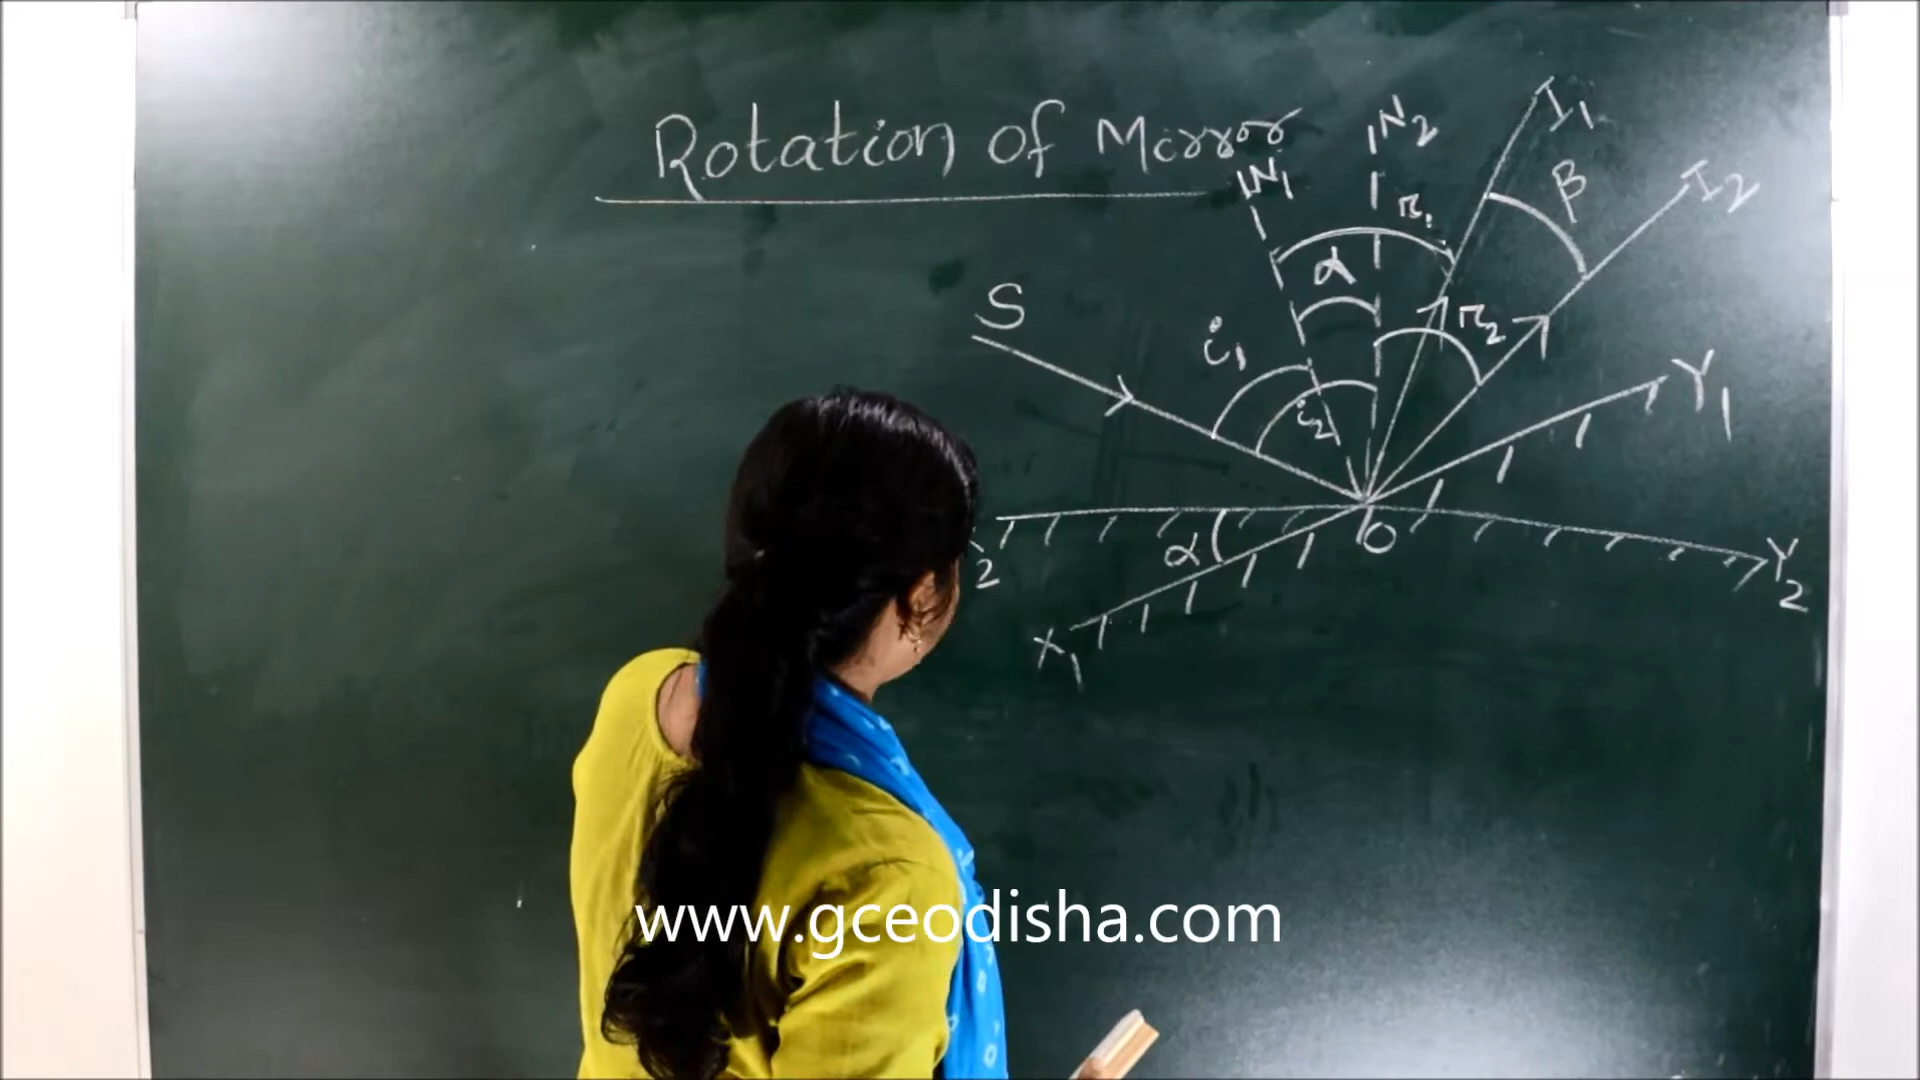 Rotation of Mirror
N1
N2
I1
I2
r1
β
α
S
i1
r2
i2
Y1
O
α
2
Y2
X1
www.gceodisha.com